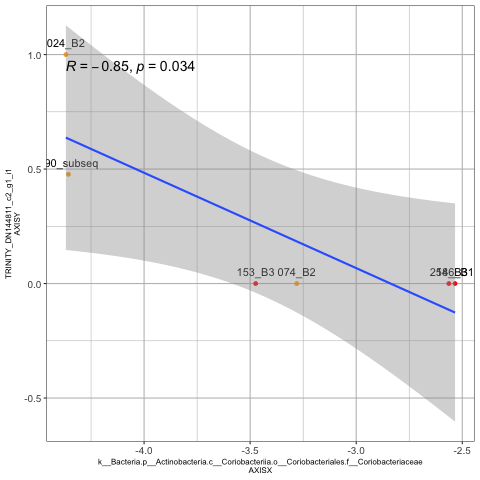 024_B2
R = −0.85, p = 0.034
90_subseq
153_B3 074_B2
1.0
0.5
0.0
-0.5
TRINITY_DN144811_c2_g1_i1
AXISY
-4.0 -3.5 -3.0 -2.5
k__Bacteria.p__Actinobacteria.c__Coriobacteriia.o__Coriobacteriales.f__Coriobacteriaceae
AXISX